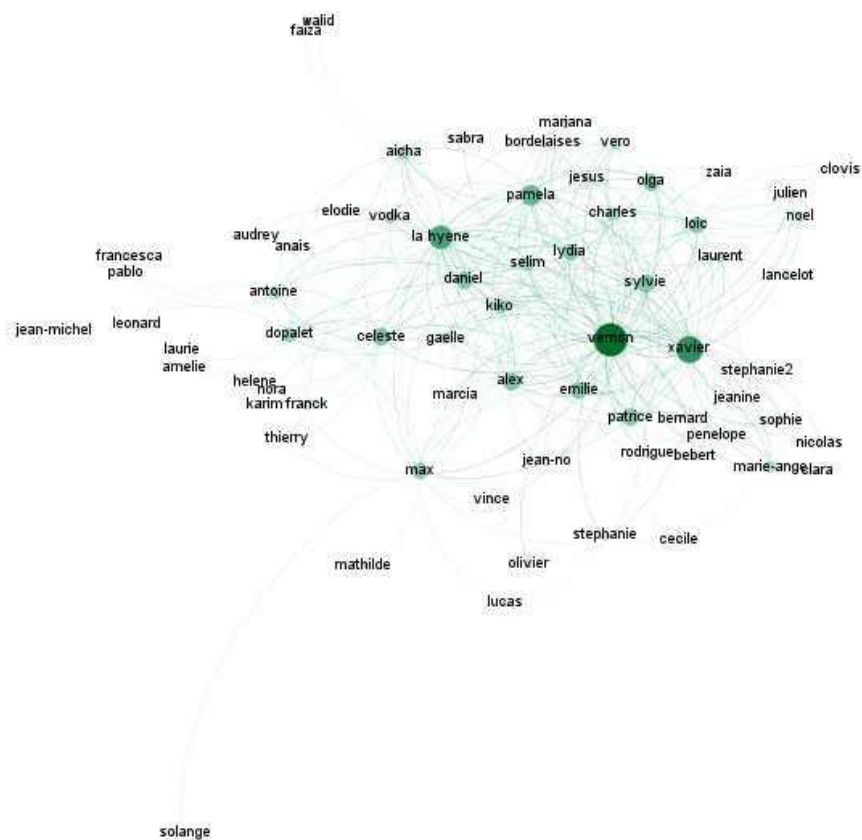 walid
faiza
mariana
sabra
bordelaises
vero
aicha
clovis
zaia
jesus
olga
julien
pamela
elodie
vodka
charles
noel
loic
audrey
la hyene
anais
lydia
laurent
francesca
selim
pablo
daniel
sylvie
lancelot
antoine
kiko
leonard
jean-michel
dopalet
celeste
gaelle
vernon
xavier
laurie
amelie
stephanie2
helene
nora
alex
emilie
marcia
jeanine
karim franck
patrice
bernard
sophie
penelope
thierry
nicolas
rodrigue
bebert
jean-no
max
marie-ange
clara
vince
stephanie
cecile
mathilde
olivier
lucas
solange